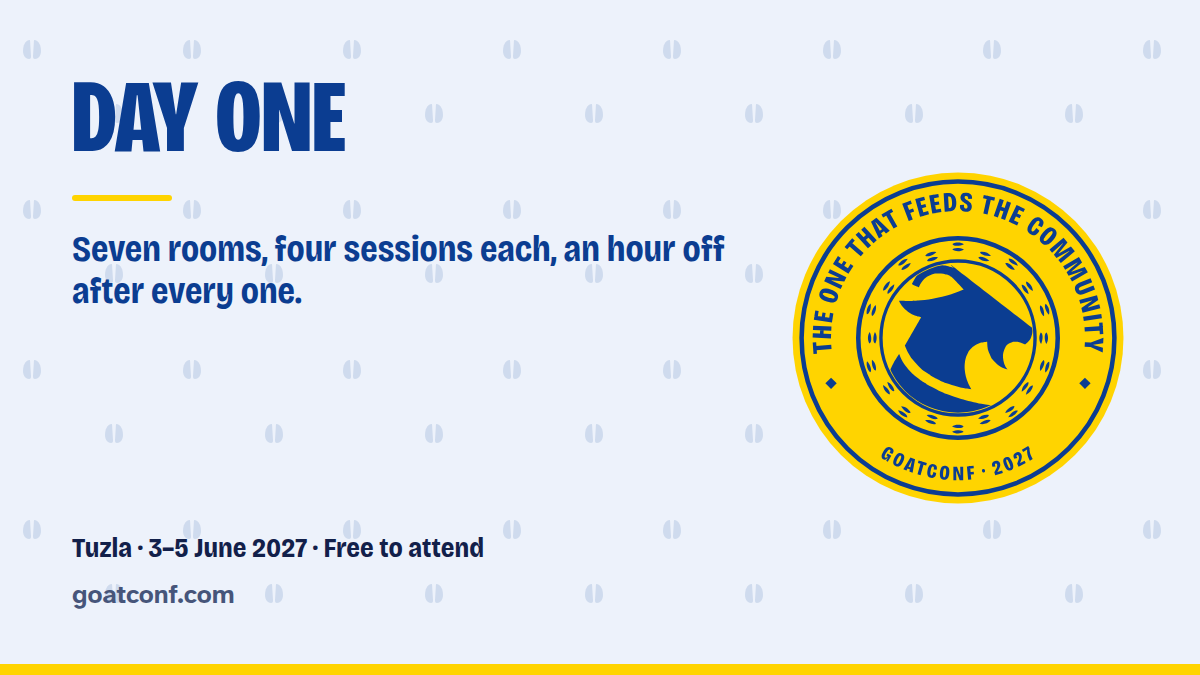 DAY ONE
Seven rooms, four sessions each, an hour off
after every one.
THE ONE THAT FEEDS THE COMMUNITY
GOATCONF · 2027
Tuzla · 3–5 June 2027 · Free to attend
goatconf.com